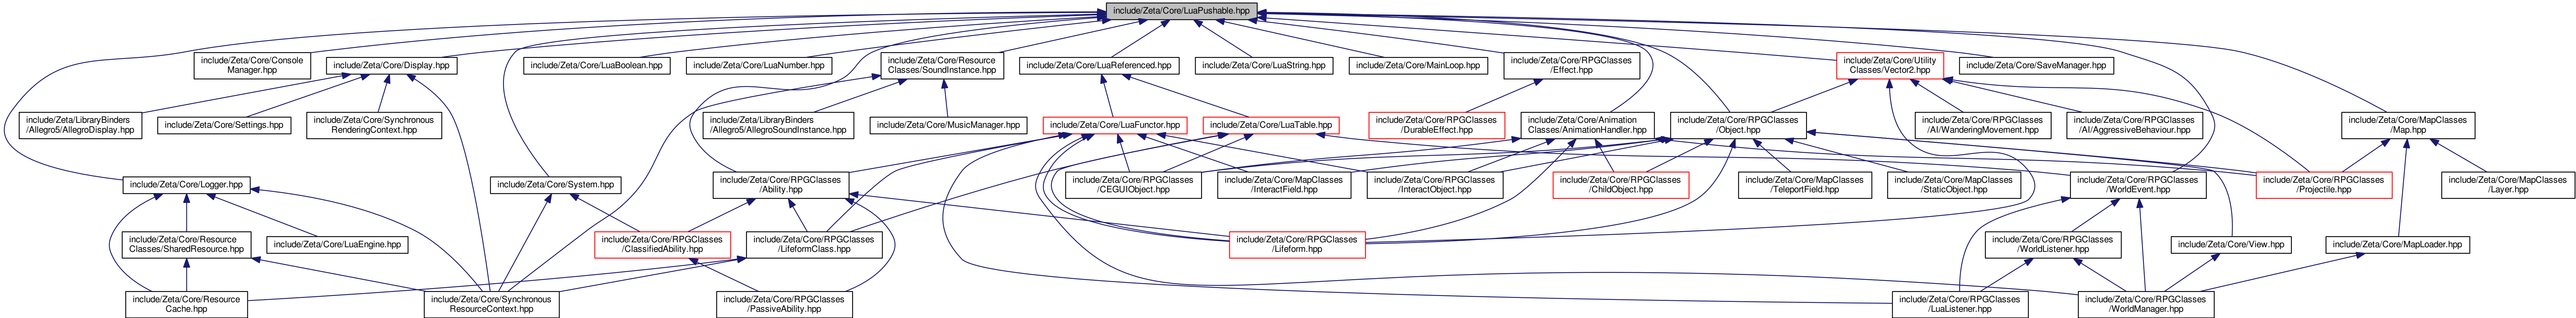 include/Zeta/Core/LuaPushable.hpp
include/Zeta/Core/Console
Manager.hpp
include/Zeta/Core/Display.hpp
include/Zeta/Core/LuaBoolean.hpp
include/Zeta/Core/LuaNumber.hpp
include/Zeta/Core/Resource
Classes/SoundInstance.hpp
include/Zeta/Core/LuaReferenced.hpp
include/Zeta/Core/LuaString.hpp
include/Zeta/Core/MainLoop.hpp
include/Zeta/Core/RPGClasses
/Effect.hpp
include/Zeta/Core/Utility
Classes/Vector2.hpp
include/Zeta/Core/SaveManager.hpp
include/Zeta/LibraryBinders
/Allegro5/AllegroDisplay.hpp
include/Zeta/Core/Settings.hpp
include/Zeta/Core/Synchronous
RenderingContext.hpp
include/Zeta/LibraryBinders
/Allegro5/AllegroSoundInstance.hpp
include/Zeta/Core/MusicManager.hpp
include/Zeta/Core/LuaFunctor.hpp
include/Zeta/Core/LuaTable.hpp
include/Zeta/Core/RPGClasses
/DurableEffect.hpp
include/Zeta/Core/Animation
Classes/AnimationHandler.hpp
include/Zeta/Core/RPGClasses
/Object.hpp
include/Zeta/Core/RPGClasses
/AI/WanderingMovement.hpp
include/Zeta/Core/RPGClasses
/AI/AggressiveBehaviour.hpp
include/Zeta/Core/MapClasses
/Map.hpp
include/Zeta/Core/Logger.hpp
include/Zeta/Core/System.hpp
include/Zeta/Core/RPGClasses
/Ability.hpp
include/Zeta/Core/RPGClasses
/CEGUIObject.hpp
include/Zeta/Core/MapClasses
/InteractField.hpp
include/Zeta/Core/RPGClasses
/InteractObject.hpp
include/Zeta/Core/RPGClasses
/ChildObject.hpp
include/Zeta/Core/MapClasses
/TeleportField.hpp
include/Zeta/Core/MapClasses
/StaticObject.hpp
include/Zeta/Core/RPGClasses
/WorldEvent.hpp
include/Zeta/Core/RPGClasses
/Projectile.hpp
include/Zeta/Core/MapClasses
/Layer.hpp
include/Zeta/Core/Resource
Classes/SharedResource.hpp
include/Zeta/Core/LuaEngine.hpp
include/Zeta/Core/RPGClasses
/ClassifiedAbility.hpp
include/Zeta/Core/RPGClasses
/LifeformClass.hpp
include/Zeta/Core/RPGClasses
/Lifeform.hpp
include/Zeta/Core/RPGClasses
/WorldListener.hpp
include/Zeta/Core/View.hpp
include/Zeta/Core/MapLoader.hpp
include/Zeta/Core/Resource
Cache.hpp
include/Zeta/Core/Synchronous
ResourceContext.hpp
include/Zeta/Core/RPGClasses
/PassiveAbility.hpp
include/Zeta/Core/RPGClasses
/LuaListener.hpp
include/Zeta/Core/RPGClasses
/WorldManager.hpp